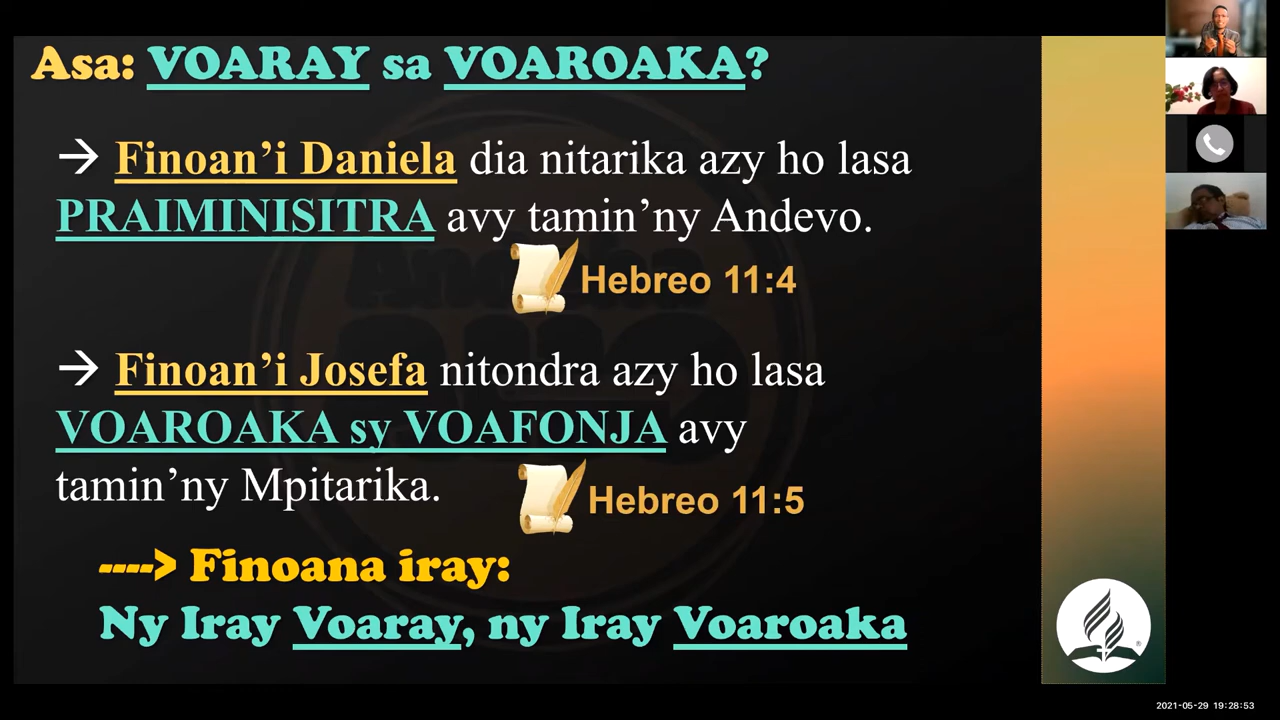 Asa: VOARAY sa VOAROAKA?
→ Finoan’i Daniela dia nitarika azy ho lasa
PRAIMINISITRA avy tamin’ny Andevo.
Hebreo 11:4
→ Finoan’i Josefa nitondra azy ho lasa
VOAROAKA sy VOAFONJA avy
tamin’ny Mpitarika.
Hebreo 11:5
----> Finoana iray:
Ny Iray Voaray, ny Iray Voaroaka
®
2021-05-29 19:28:53